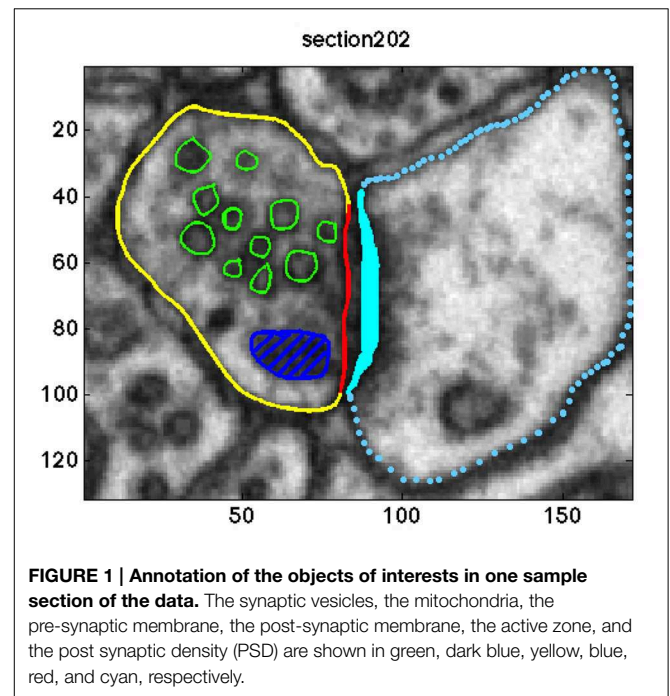 section202
20
40
60
80
100
120
50
100
150
FIGURE 1 | Annotation of the objects of interests in one sample
section of the data. The synaptic vesicles, the mitochondria, the
pre-synaptic membrane, the post-synaptic membrane, the active zone, and
the post synaptic density (PSD) are shown in green, dark blue, yellow, blue,
red, and cyan, respectively.